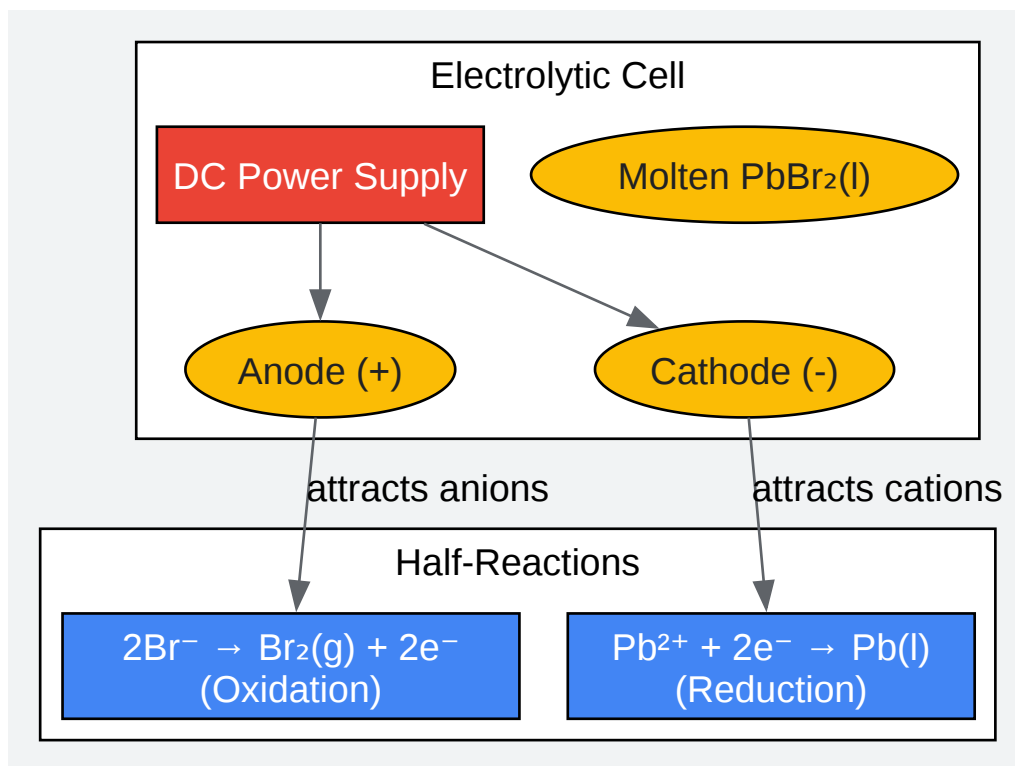 Electrolytic Cell
DC Power Supply
Molten PbBr₂(l)
Anode (+)
Cathode (-)
attracts anions
attracts cations
Half-Reactions
2Br⁻ → Br₂(g) + 2e⁻
(Oxidation)
Pb²⁺ + 2e⁻ → Pb(l)
(Reduction)